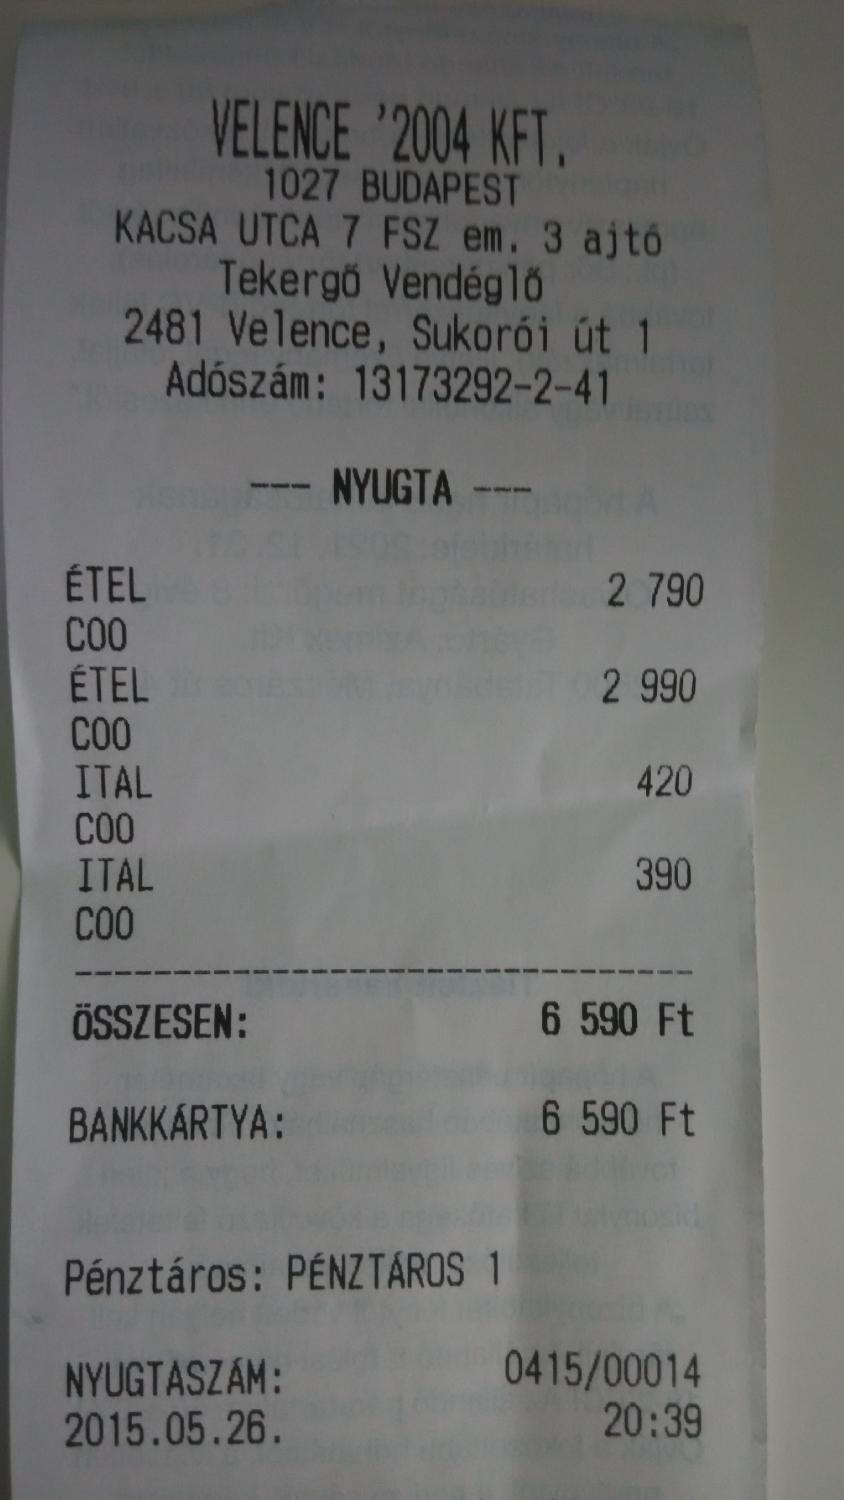 VELENCE '2004 KFT.
1027 BUDAPEST
KACSA UTCA 7 FSZ em. 3 ajtó
Tekergő Vendéglő
2481 Velence, Sukorói út 1
Adószám: 13173292-2-41
--- NYUGTA ---
ÉTEL 2 790
C00
ÉTEL 2 990
C00
ITAL 420
C00
ITAL 390
C00
--------------------------------
ÖSSZESEN: 6 590 Ft
BANKKÁRTYA: 6 590 Ft
Pénztáros: PÉNZTÁROS 1
NYUGTASZÁM: 0415/00014
2015.05.26. 20:39